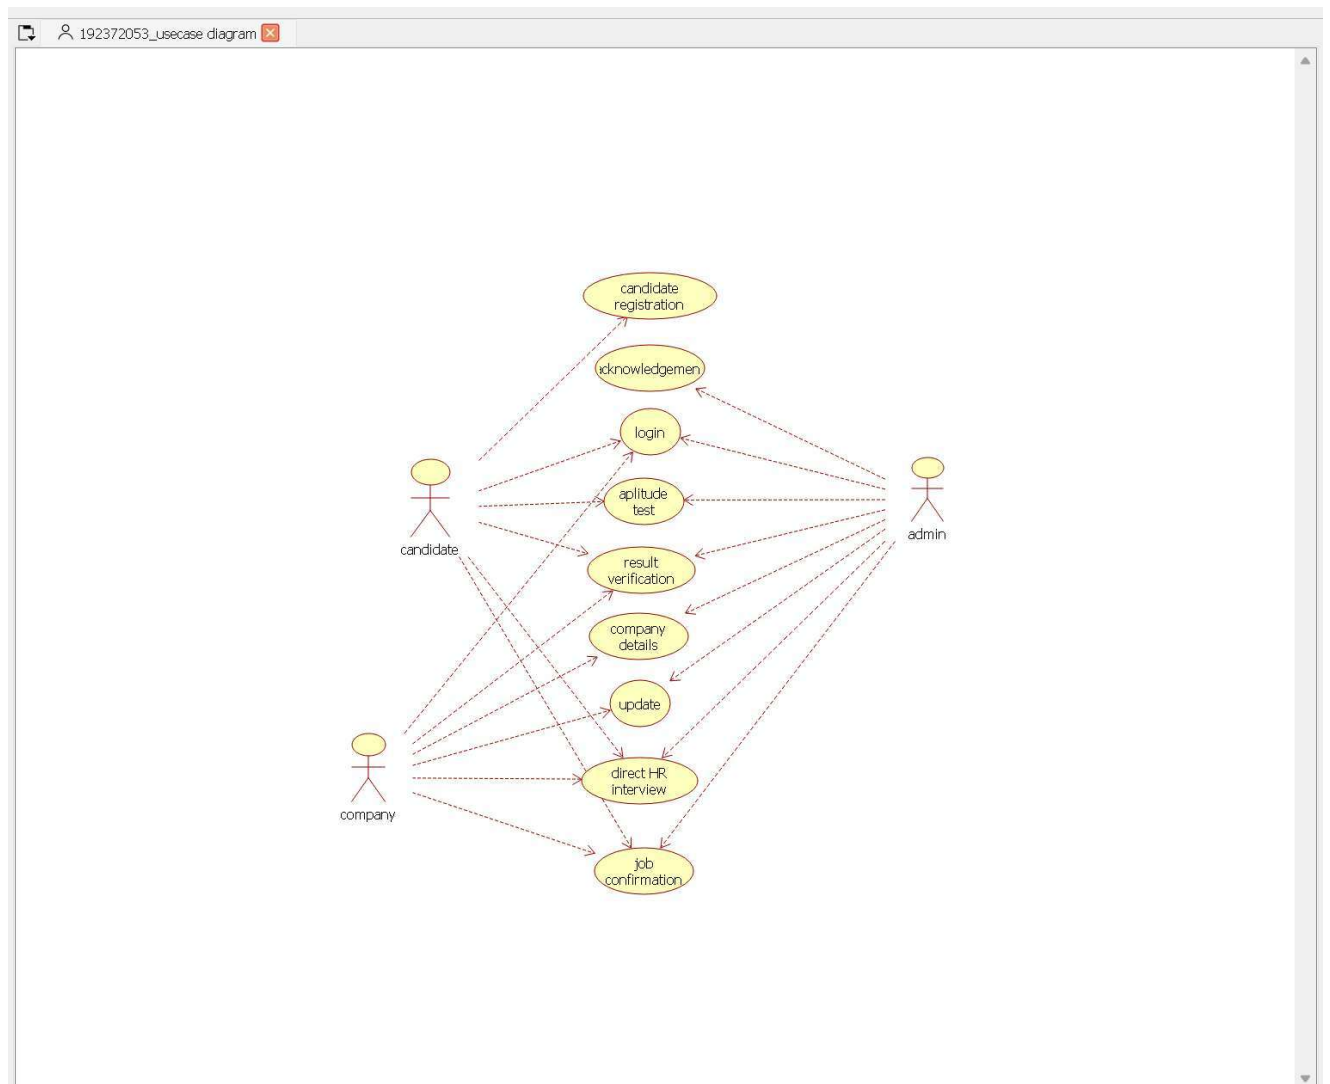 192372053_usecase diagram
candidate
registration
cknowledgemen
login
aplitude
test
candidate
admin
result
verification
company
details
update
direct HR
interview
company
job
confirmation